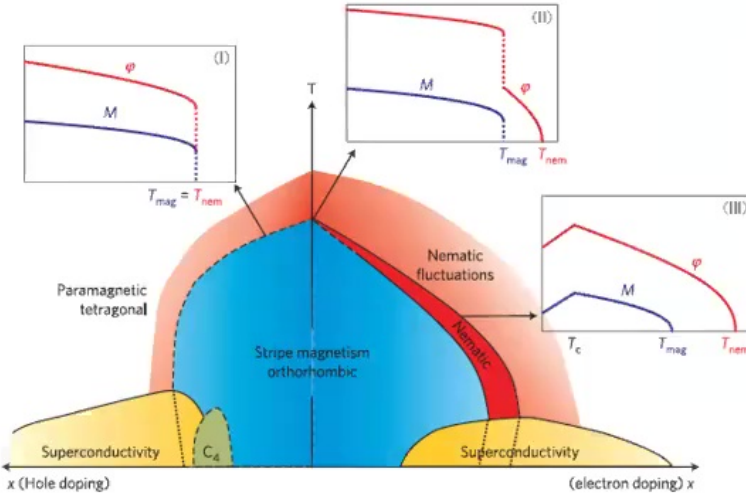 (I)
φ
M
T_mag = T_nem
(II)
φ
M
φ
T_mag T_nem
T
(III)
φ
M
T_c T_mag T_nem
Nematic
fluctuations
Paramagnetic
tetragonal
Nematic
Stripe magnetism
orthorhombic
Superconductivity
C_4
Superconductivity
x (Hole doping)
(electron doping) x